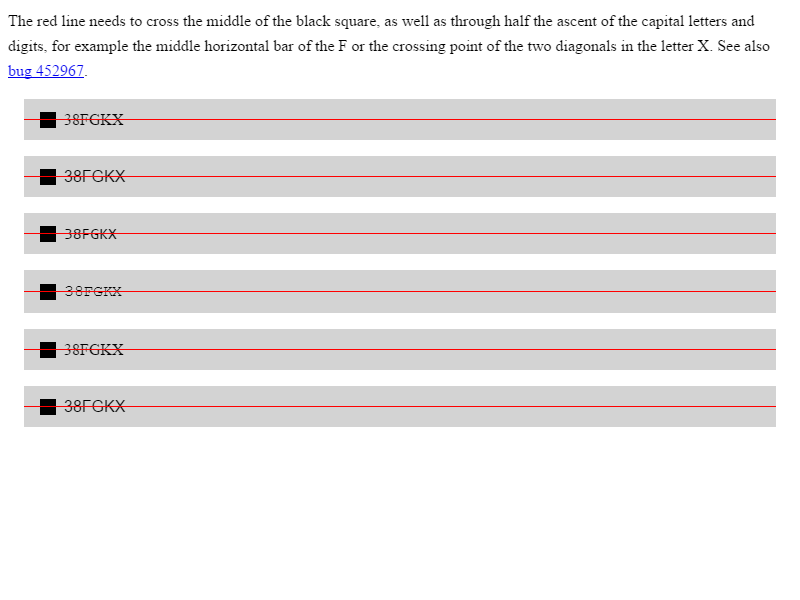 The red line needs to cross the middle of the black square, as well as through half the ascent of the capital letters and
digits, for example the middle horizontal bar of the F or the crossing point of the two diagonals in the letter X. See also
bug 452967.
38FGKX
38FGKX
38FGKX
38FGKX
38FGKX
38FGKX